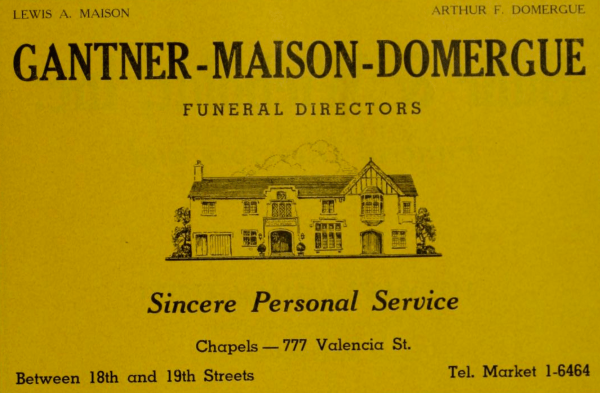 LEWIS A. MAISON
ARTHUR F. DOMERGUE
GANTNER-MAISON-DOMERGUE
FUNERAL DIRECTORS
Sincere Personal Service
Chapels — 777 Valencia St.
Between 18th and 19th Streets
Tel. Market 1-6464